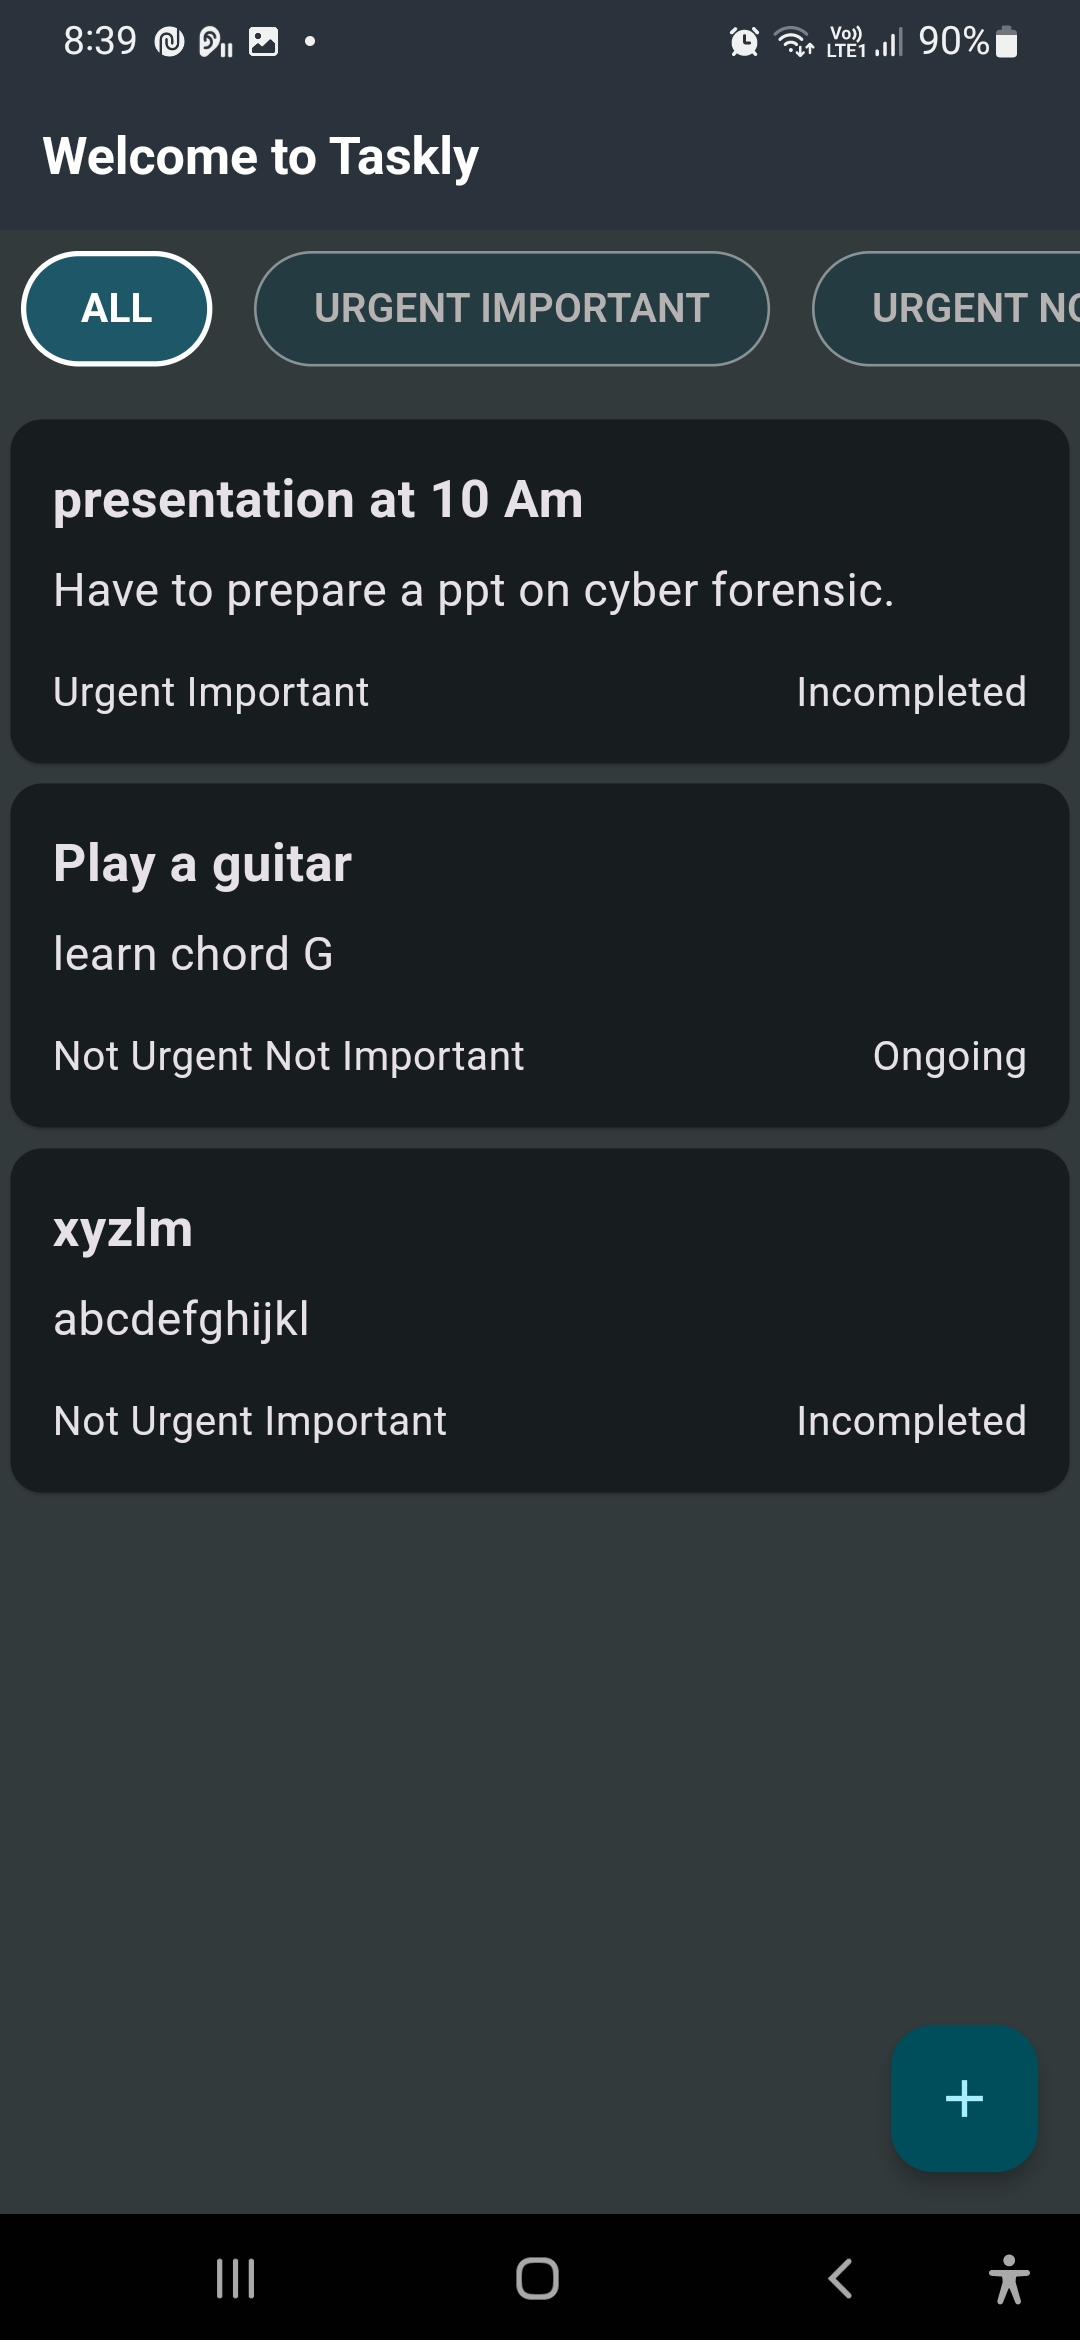 8:39
Vo)) LTE1 90%
Welcome to Taskly
ALL
URGENT IMPORTANT
URGENT NO
presentation at 10 Am
Have to prepare a ppt on cyber forensic.
Urgent Important
Incompleted
Play a guitar
learn chord G
Not Urgent Not Important
Ongoing
xyzlm
abcdefghijkl
Not Urgent Important
Incompleted